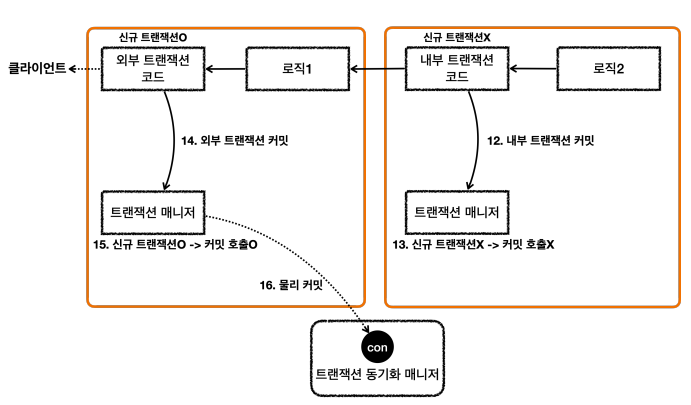 신규 트랜잭션O
신규 트랜잭션X
클라이언트
외부 트랜잭션
코드
로직1
내부 트랜잭션
코드
로직2
14. 외부 트랜잭션 커밋
12. 내부 트랜잭션 커밋
트랜잭션 매니저
트랜잭션 매니저
15. 신규 트랜잭션O -> 커밋 호출O
13. 신규 트랜잭션X -> 커밋 호출X
16. 물리 커밋
con
트랜잭션 동기화 매니저